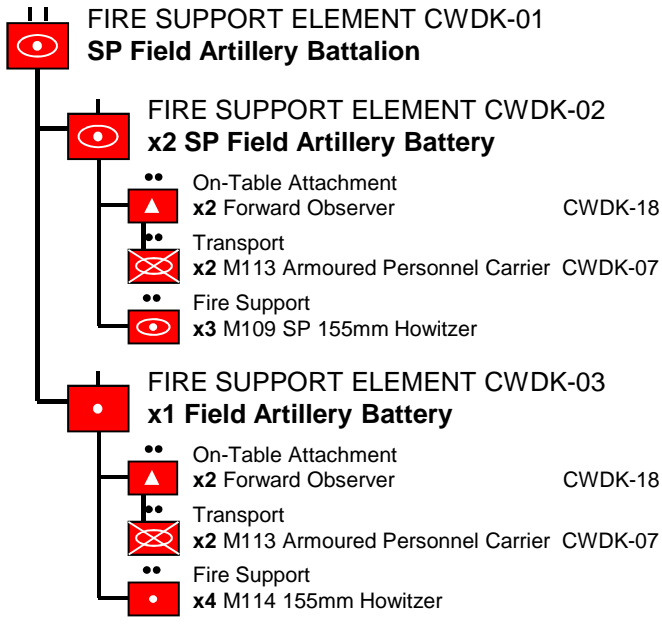 FIRE SUPPORT ELEMENT CWDK-01
SP Field Artillery Battalion
FIRE SUPPORT ELEMENT CWDK-02
x2 SP Field Artillery Battery
On-Table Attachment
x2 Forward Observer CWDK-18
Transport
x2 M113 Armoured Personnel Carrier CWDK-07
Fire Support
x3 M109 SP 155mm Howitzer
FIRE SUPPORT ELEMENT CWDK-03
x1 Field Artillery Battery
On-Table Attachment
x2 Forward Observer CWDK-18
Transport
x2 M113 Armoured Personnel Carrier CWDK-07
Fire Support
x4 M114 155mm Howitzer